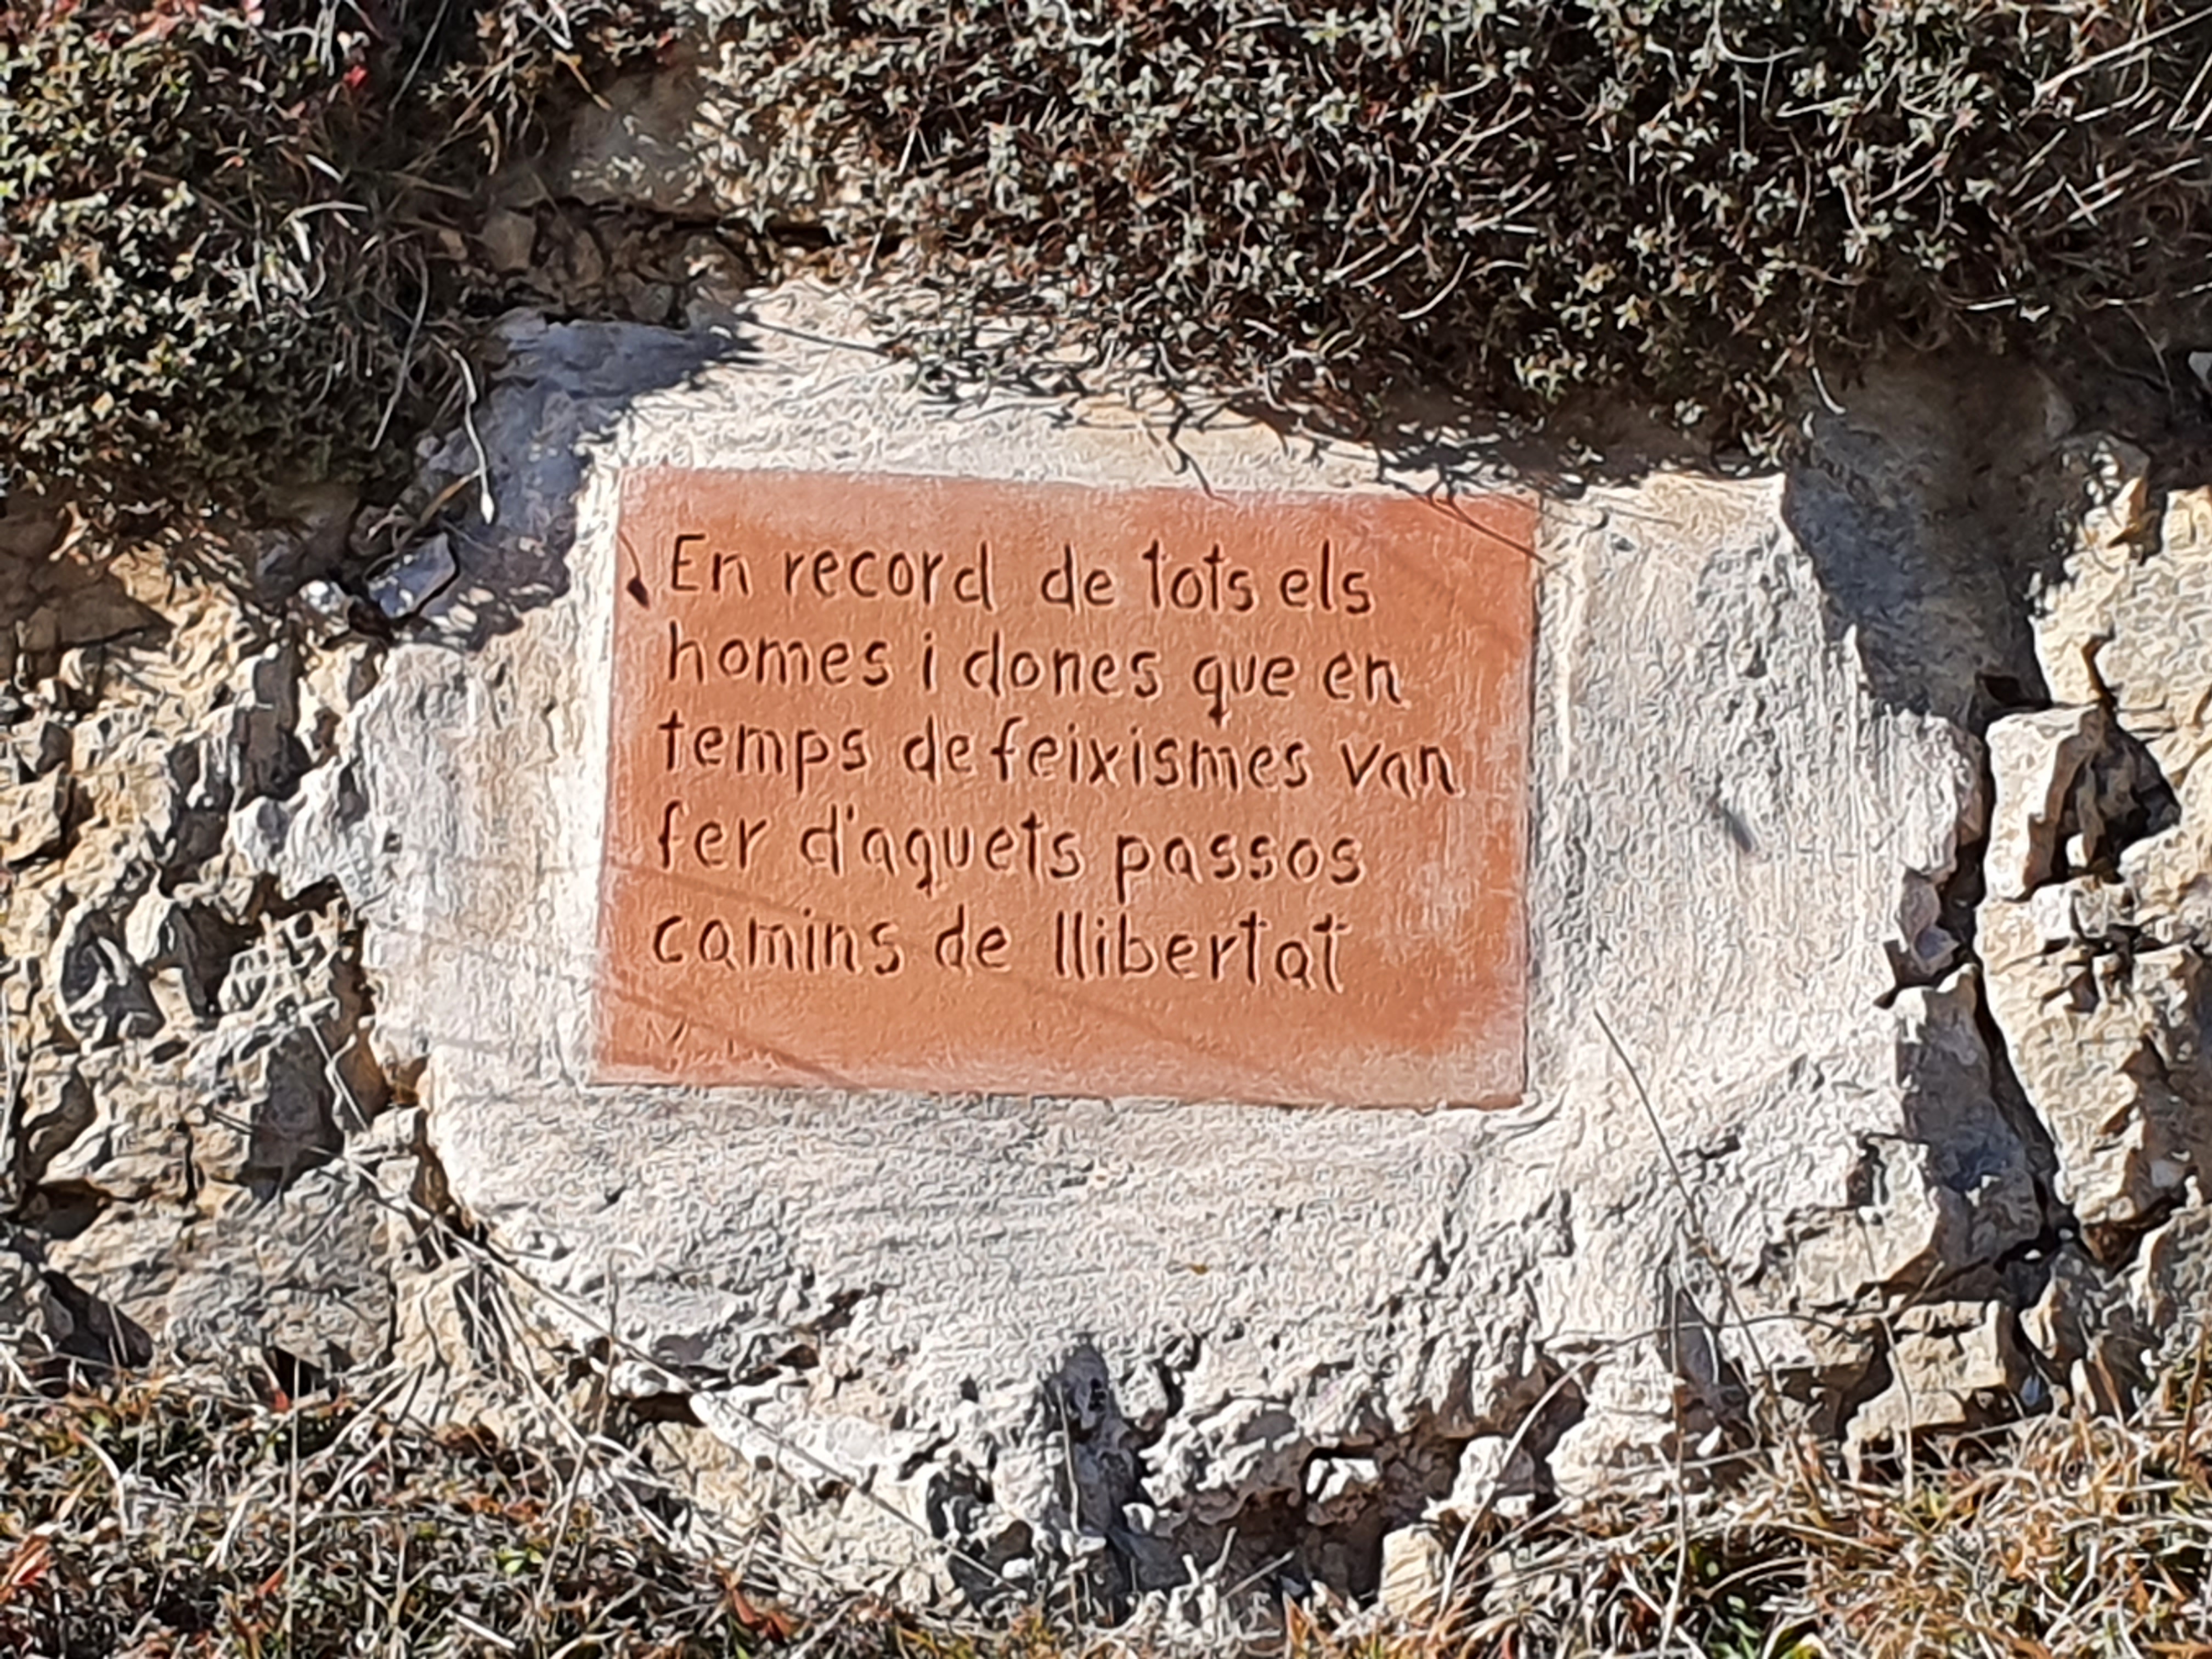 En record de tots els
homes i dones que en
temps de feixismes van
fer d'aquets passos
camins de llibertat